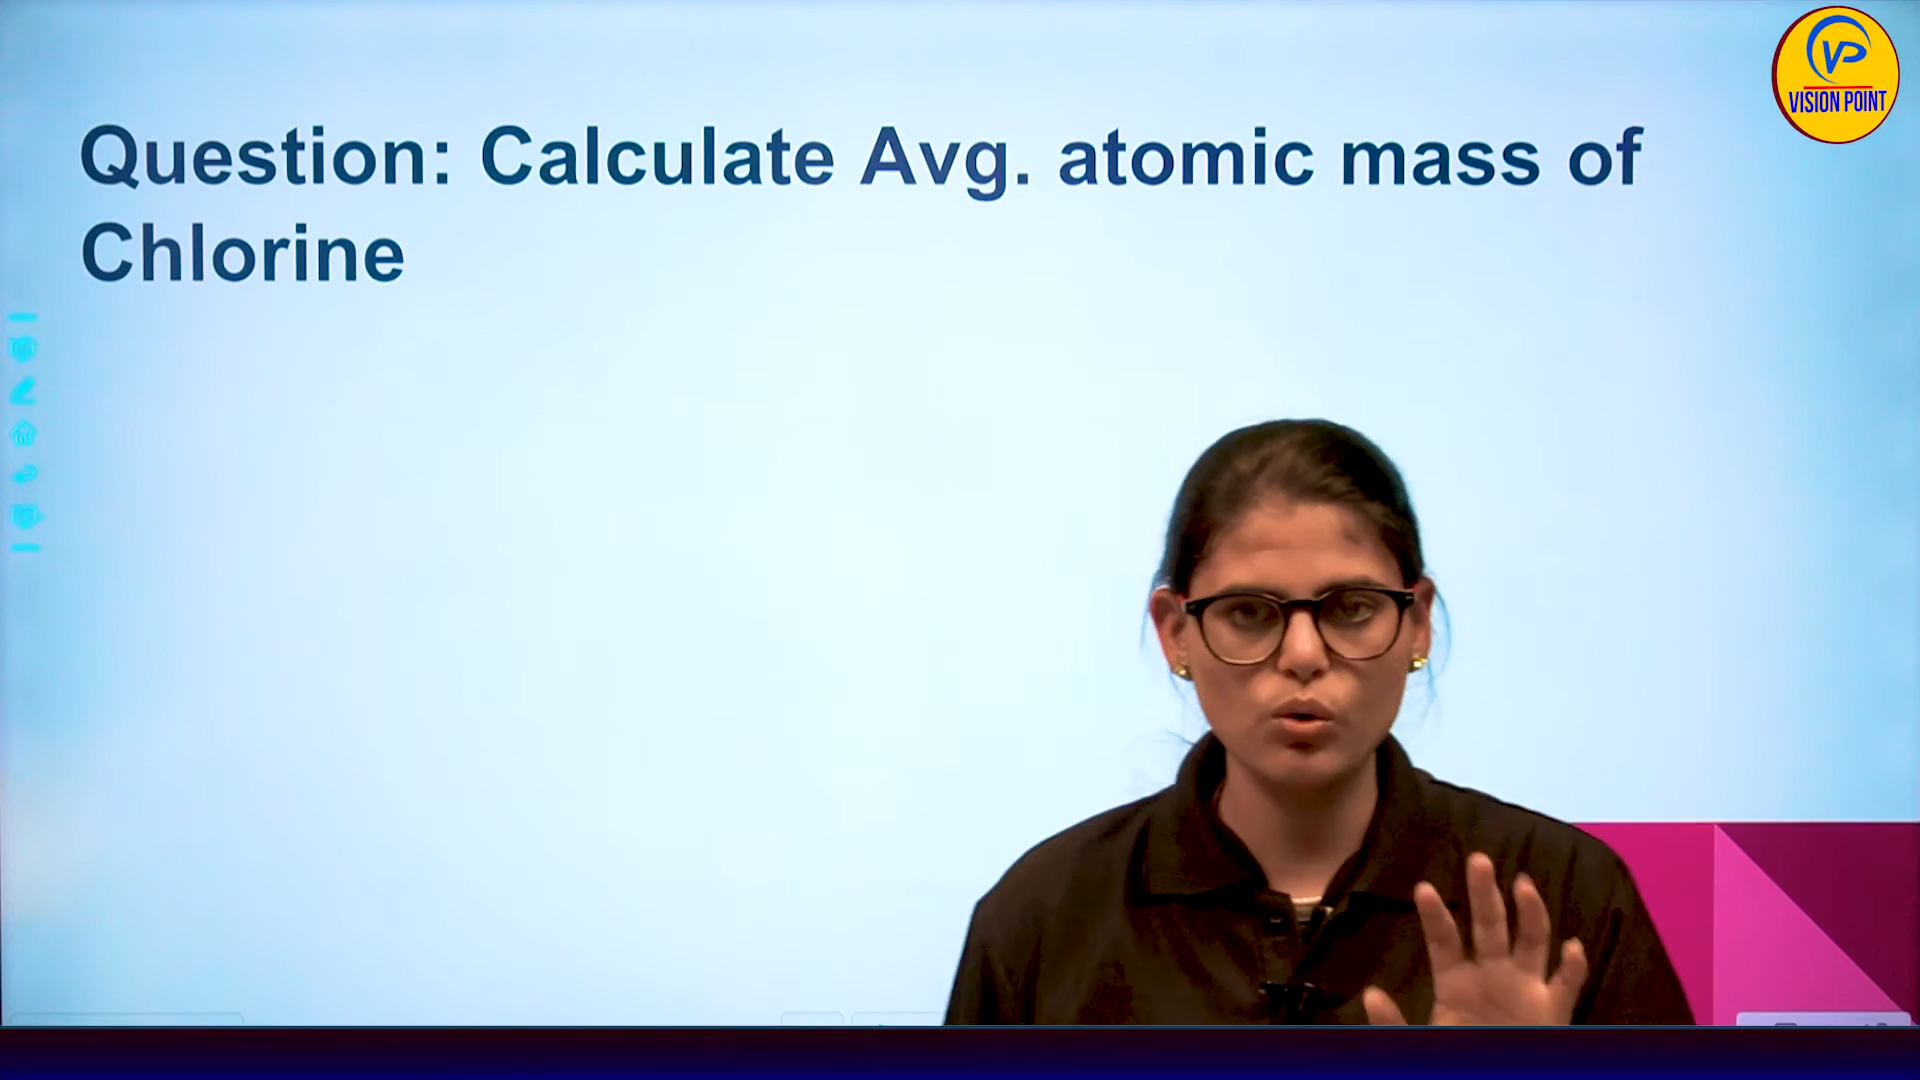 VP
VISION POINT
Question: Calculate Avg. atomic mass of
Chlorine